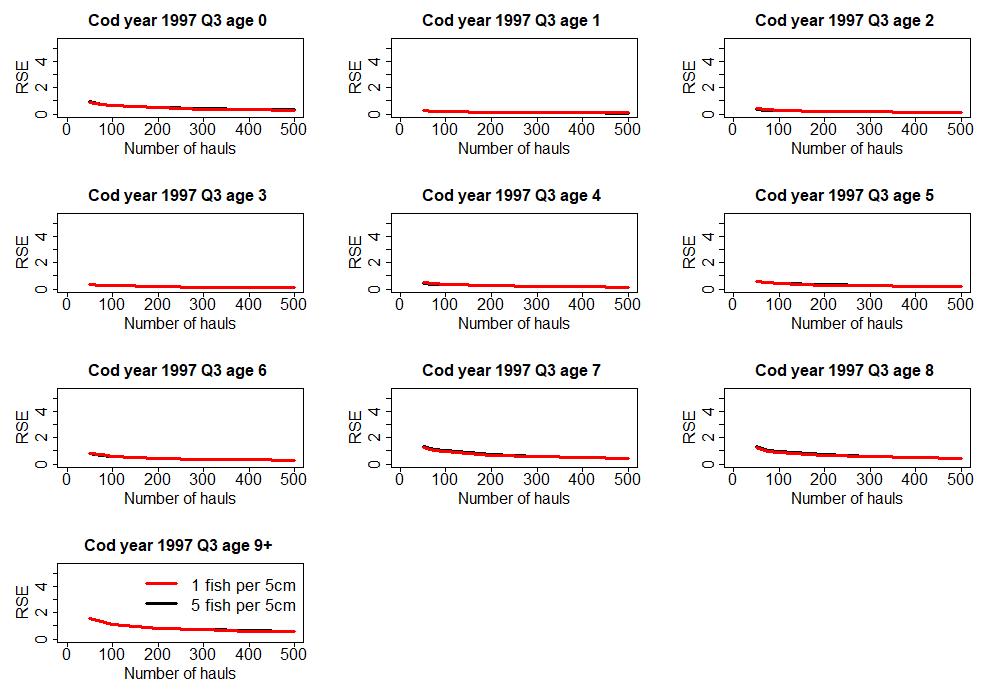 Cod year 1997 Q3 age 0
Cod year 1997 Q3 age 1
Cod year 1997 Q3 age 2
RSE
0 2 4
RSE
0 2 4
RSE
0 2 4
0 100 200 300 400 500
0 100 200 300 400 500
0 100 200 300 400 500
Number of hauls
Number of hauls
Number of hauls
Cod year 1997 Q3 age 3
Cod year 1997 Q3 age 4
Cod year 1997 Q3 age 5
RSE
0 2 4
RSE
0 2 4
RSE
0 2 4
0 100 200 300 400 500
0 100 200 300 400 500
0 100 200 300 400 500
Number of hauls
Number of hauls
Number of hauls
Cod year 1997 Q3 age 6
Cod year 1997 Q3 age 7
Cod year 1997 Q3 age 8
RSE
0 2 4
RSE
0 2 4
RSE
0 2 4
0 100 200 300 400 500
0 100 200 300 400 500
0 100 200 300 400 500
Number of hauls
Number of hauls
Number of hauls
Cod year 1997 Q3 age 9+
RSE
0 2 4
1 fish per 5cm
5 fish per 5cm
0 100 200 300 400 500
Number of hauls